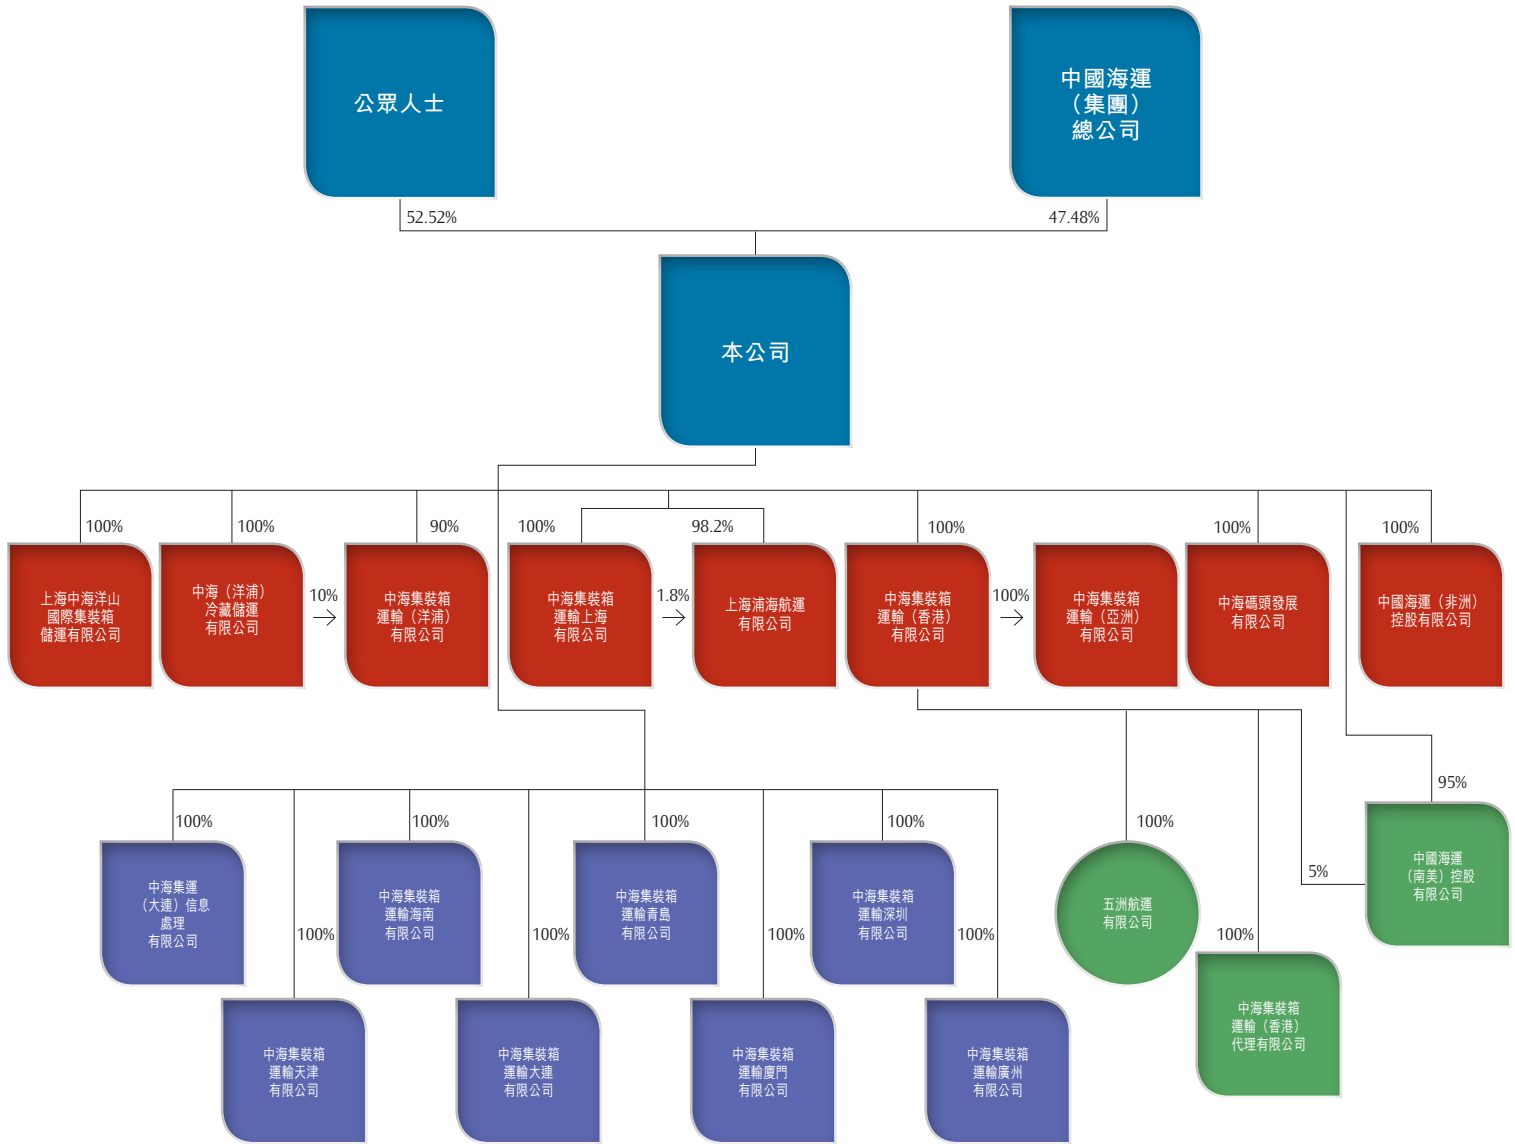 公眾人士
中國海運
（集團）
總公司
52.52%
47.48%
本公司
100%
100%
90%
100%
98.2%
100%
100%
100%
上海中海洋山
國際集裝箱
儲運有限公司
中海（洋浦）
冷藏儲運
有限公司
10%
中海集裝箱
運輸（洋浦）
有限公司
中海集裝箱
運輸上海
有限公司
1.8%
上海浦海航運
有限公司
中海集裝箱
運輸（香港）
有限公司
100%
中海集裝箱
運輸（亞洲）
有限公司
中海碼頭發展
有限公司
中國海運（非洲）
控股有限公司
95%
100%
100%
100%
100%
100%
5%
中海集運
（大連）信息
處理
有限公司
中海集裝箱
運輸海南
有限公司
中海集裝箱
運輸青島
有限公司
中海集裝箱
運輸深圳
有限公司
五洲航運
有限公司
中國海運
（南美）控股
有限公司
100%
100%
100%
100%
100%
中海集裝箱
運輸天津
有限公司
中海集裝箱
運輸大連
有限公司
中海集裝箱
運輸廈門
有限公司
中海集裝箱
運輸廣州
有限公司
中海集裝箱
運輸（香港）
代理有限公司